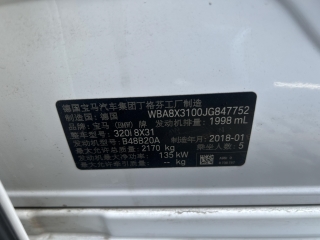 德国宝马汽车集团丁格芬工厂制造
制造国: 德国 WBA8X3100JG847752
品牌: 宝马 (BMW) 牌 发动机排量: 1998 mL
整车型号: 320i 8X31
发动机型号: B48B20A 制造年月: 2018-01
最大允许总质量: 2170 kg 乘坐人数: 5
发动机最大净功率: 135 kW